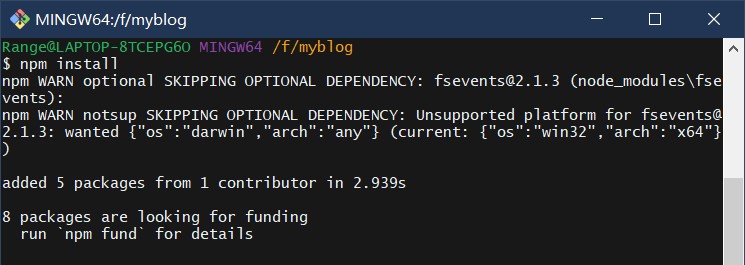 MINGW64:/f/myblog
Range@LAPTOP-8TCEPG6O MINGW64 /f/myblog
$ npm install
npm WARN optional SKIPPING OPTIONAL DEPENDENCY: fsevents@2.1.3 (node_modules\fse
vents):
npm WARN notsup SKIPPING OPTIONAL DEPENDENCY: Unsupported platform for fsevents@
2.1.3: wanted {"os":"darwin","arch":"any"} (current: {"os":"win32","arch":"x64"}
)
added 5 packages from 1 contributor in 2.939s
8 packages are looking for funding
  run `npm fund` for details